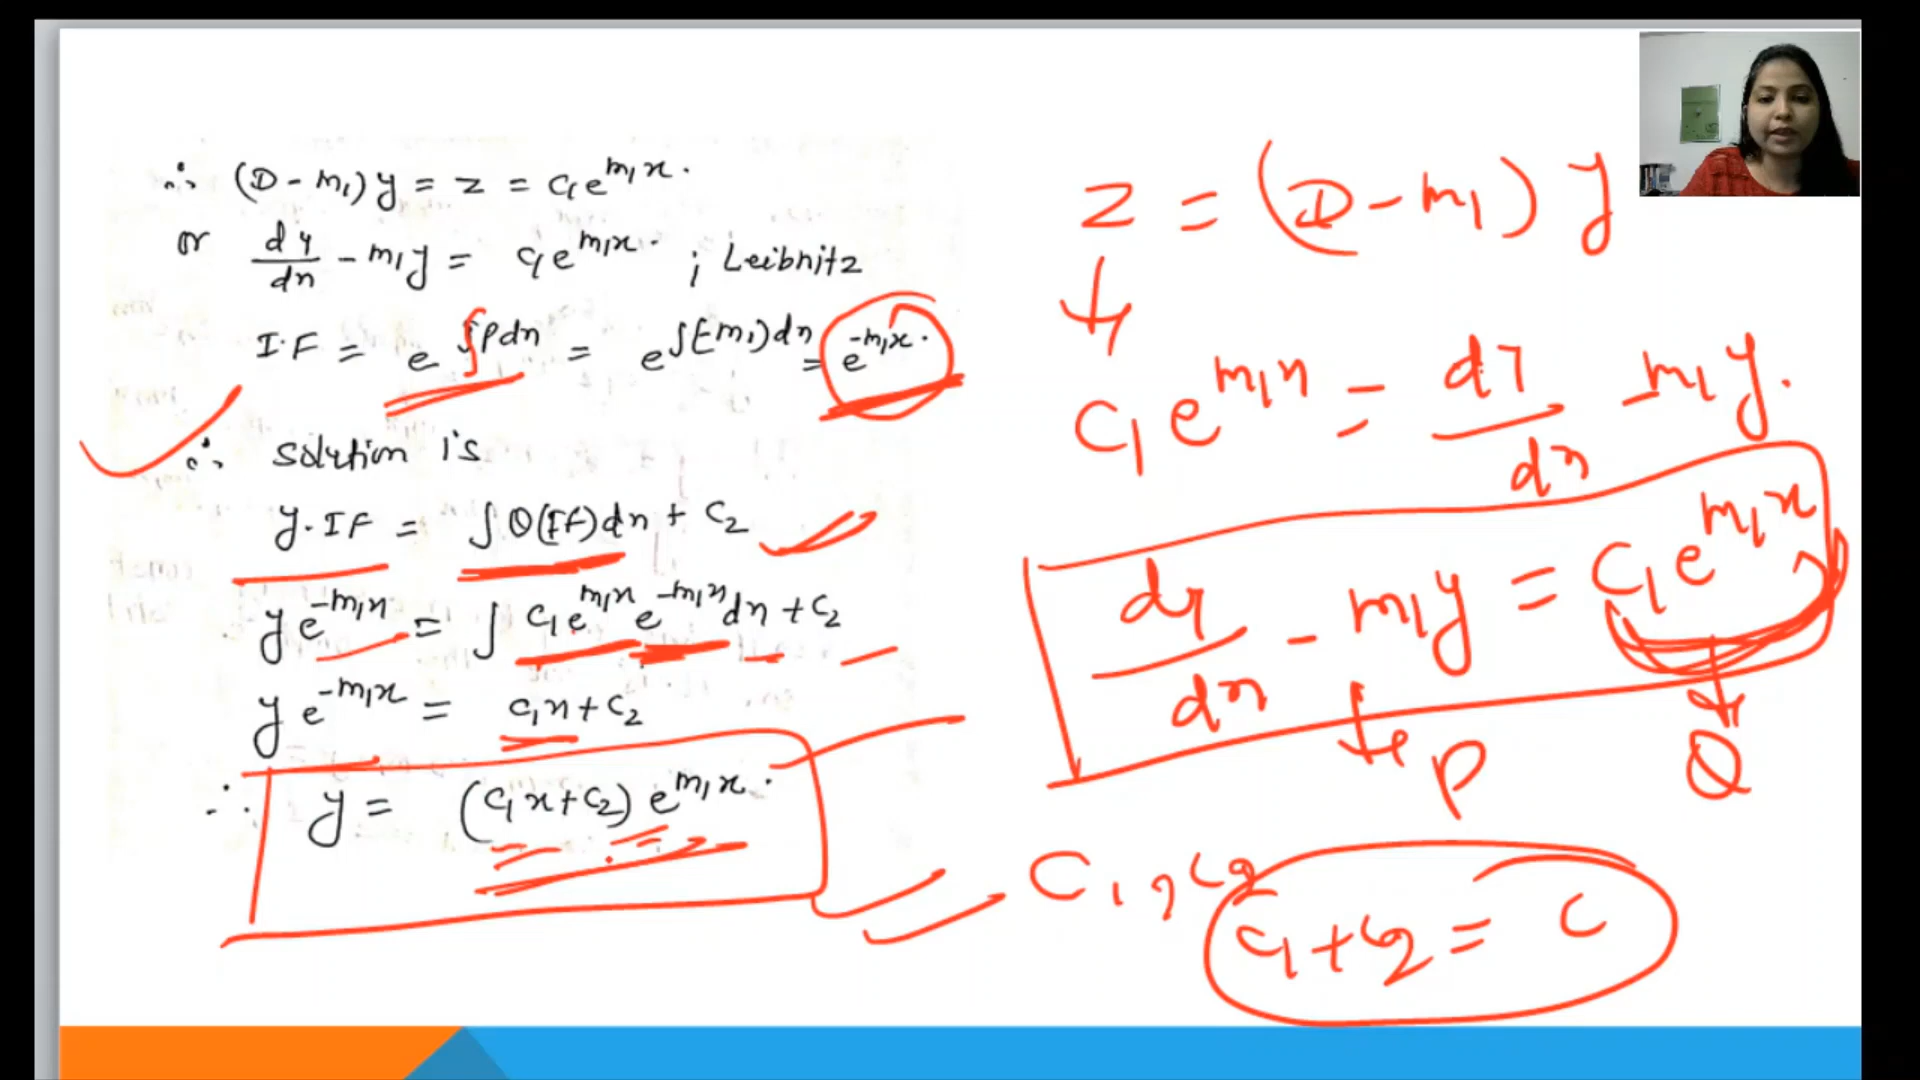 ∴ (D - m₁) y = z = c₁e^{m₁x}.
or dy/dx - m₁y = c₁e^{m₁x}. ; Leibnitz
I.F = e^{∫Pdx} = e^{∫(-m₁)dx} = e^{-m₁x}.
∴ solution is
y.IF = ∫Q(IF)dx + c₂
y e^{-m₁x} = ∫ c₁e^{m₁x} e^{-m₁x} dx + c₂
y e^{-m₁x} = c₁x + c₂
∴ y = (c₁x + c₂) e^{m₁x}.
z = (D - m₁) y
c₁ e^{m₁x} = dy/dx - m₁y.
dy/dx - m₁y = c₁e^{m₁x}
P Q
C₁, C₂
c₁ + c₂ = c